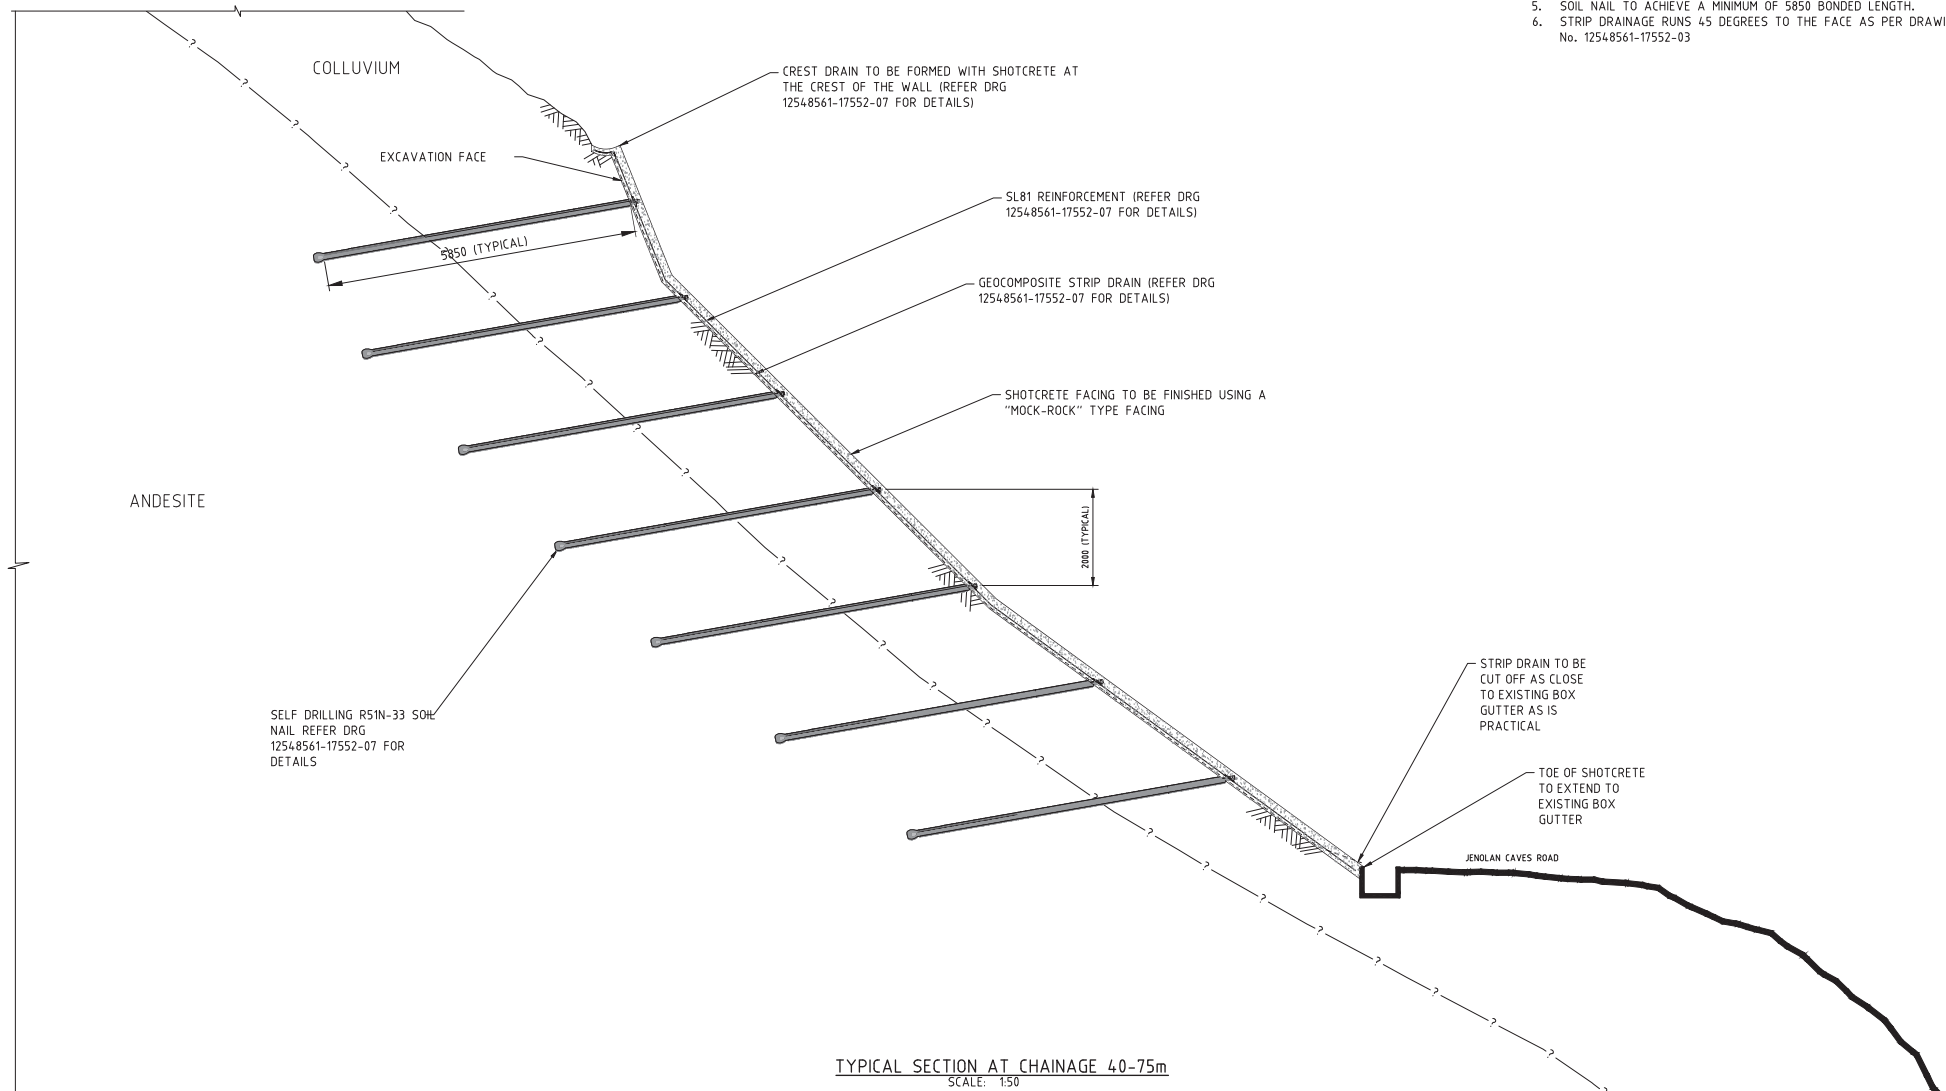 5. SOIL NAIL TO ACHIEVE A MINIMUM OF 5850 BONDED LENGTH.
6. STRIP DRAINAGE RUNS 45 DEGREES TO THE FACE AS PER DRAWI
No. 12548561-17552-03
COLLUVIUM
CREST DRAIN TO BE FORMED WITH SHOTCRETE AT
THE CREST OF THE WALL (REFER DRG
12548561-17552-07 FOR DETAILS)
EXCAVATION FACE
SL81 REINFORCEMENT (REFER DRG
12548561-17552-07 FOR DETAILS)
5850 (TYPICAL)
GEOCOMPOSITE STRIP DRAIN (REFER DRG
12548561-17552-07 FOR DETAILS)
SHOTCRETE FACING TO BE FINISHED USING A
"MOCK-ROCK" TYPE FACING
ANDESITE
2000 (TYPICAL)
SELF DRILLING R51N-33 SOIL
NAIL REFER DRG
12548561-17552-07 FOR
DETAILS
STRIP DRAIN TO BE
CUT OFF AS CLOSE
TO EXISTING BOX
GUTTER AS IS
PRACTICAL
TOE OF SHOTCRETE
TO EXTEND TO
EXISTING BOX
GUTTER
JENOLAN CAVES ROAD
TYPICAL SECTION AT CHAINAGE 40-75m
SCALE: 1:50